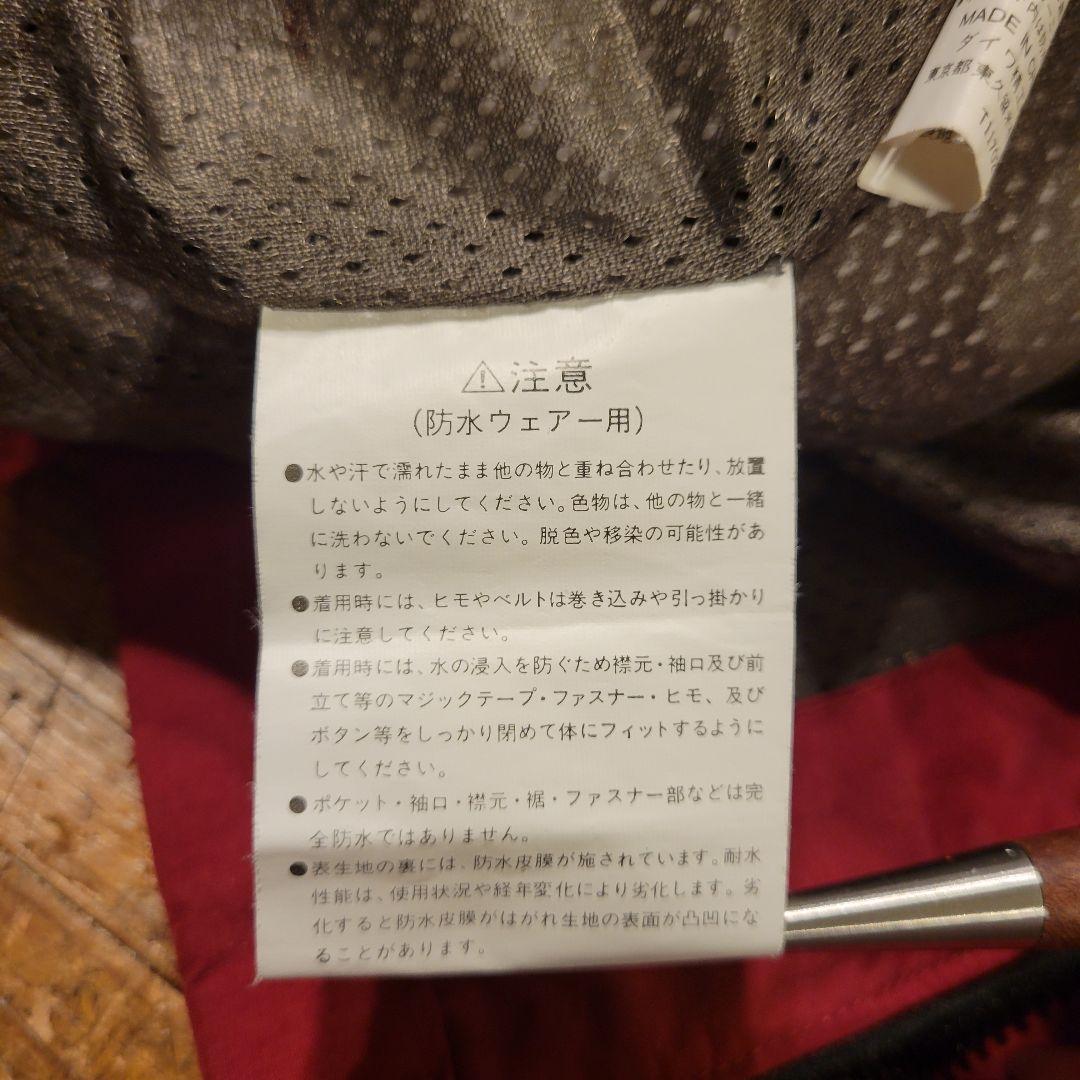 MADE IN
ダイワ精
東京都東久
⚠注意
(防水ウェアー用)
●水や汗で濡れたまま他の物と重ね合わせたり、放置
しないようにしてください。色物は、他の物と一緒
に洗わないでください。脱色や移染の可能性があ
ります。
●着用時には、ヒモやベルトは巻き込みや引っ掛かり
に注意してください。
●着用時には、水の浸入を防ぐため襟元・袖口及び前
立て等のマジックテープ・ファスナー・ヒモ、及び
ボタン等をしっかり閉めて体にフィットするように
してください。
●ポケット・袖口・襟元・裾・ファスナー部などは完
全防水ではありません。
●表生地の裏には、防水皮膜が施されています。耐水
性能は、使用状況や経年変化により劣化します。劣
化すると防水皮膜がはがれ生地の表面が凸凹にな
ることがあります。